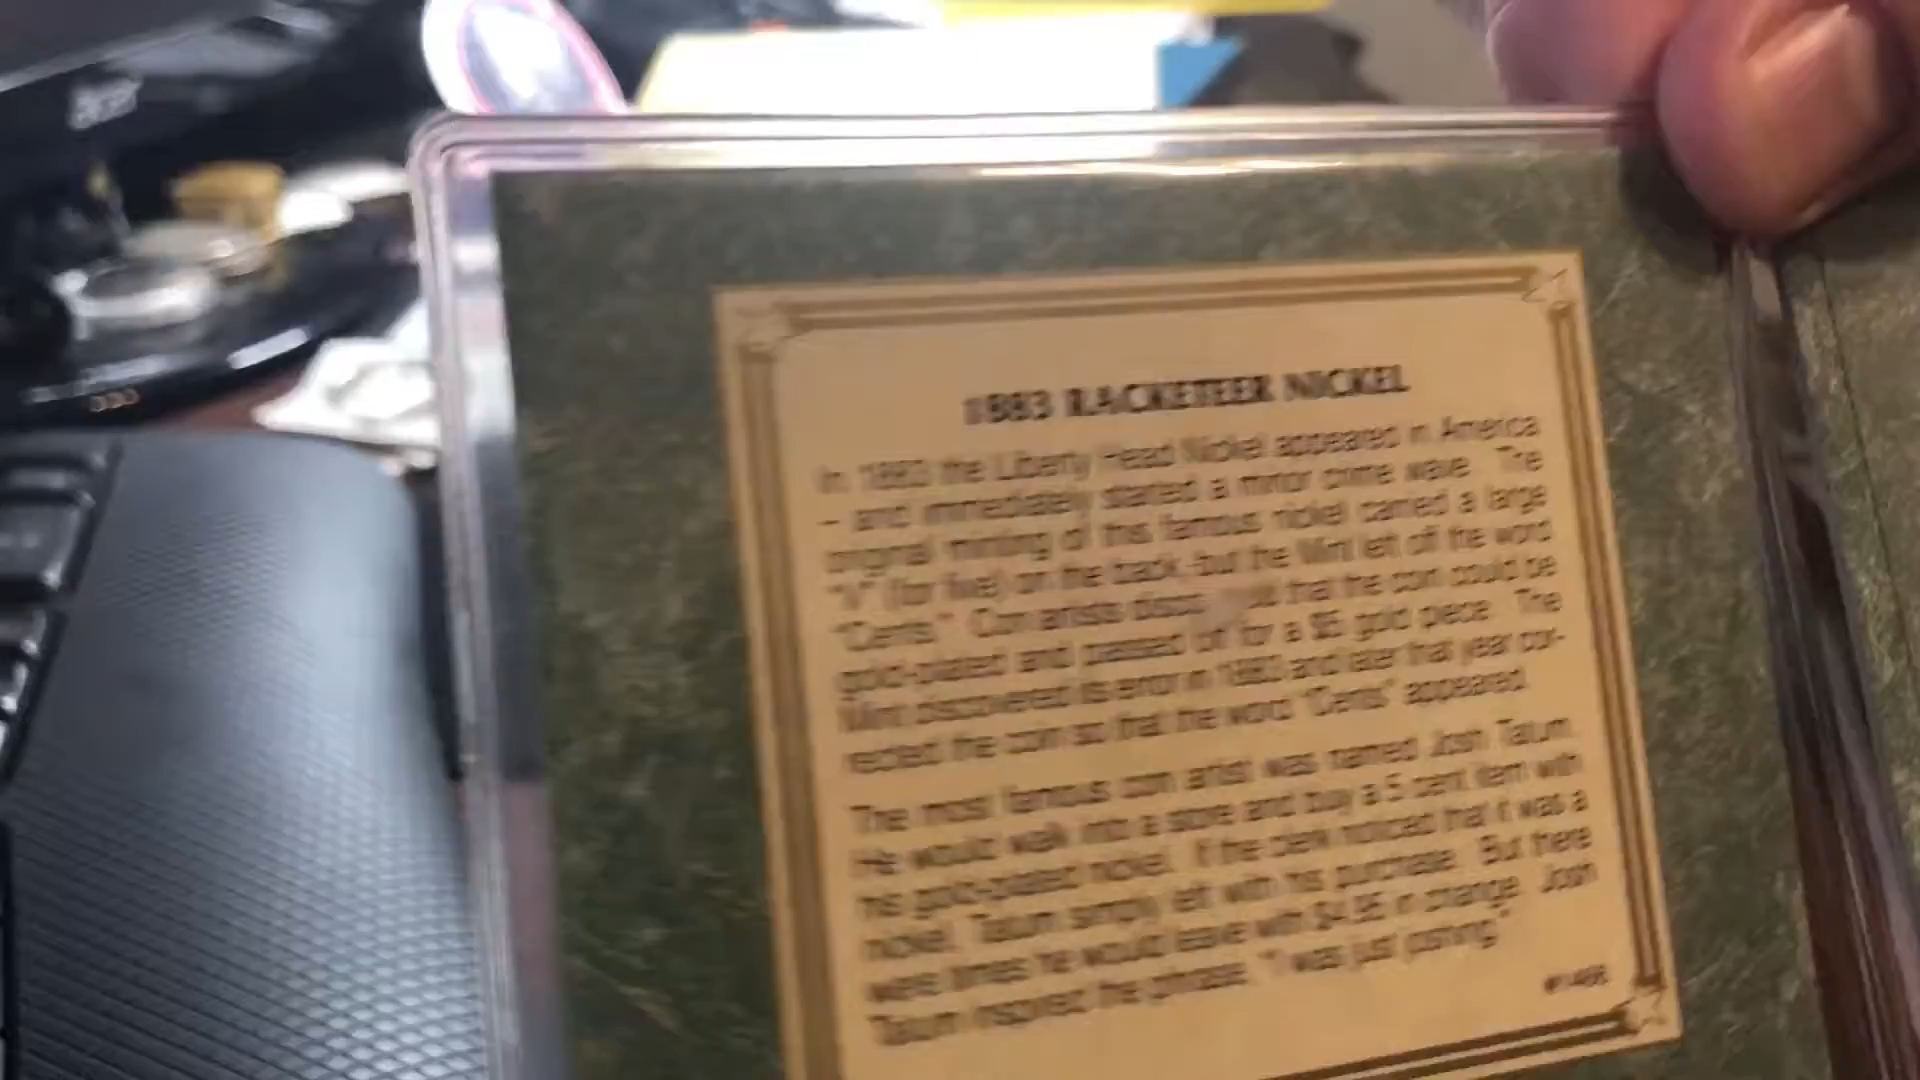 acer
1883 RACKETEER NICKEL
In 1883 the Liberty Head Nickel appeared in America
– and immediately started a minor crime wave. The
original minting of this famous nickel carried a large
"V" (for five) on the back, but the Mint left off the word
"Cents." Con artists that the coin could be
gold-plated and passed off for a $5 gold piece. The
Mint discovered its error in 1883 and later that year cor-
rected the coin so that the word "Cents" appeared.
The most famous con artist was named Josh Tatum.
He would walk into a store and buy a 5 cent item with
his gold-plated nickel. If the clerk noticed that it was a
nickel, Tatum simply left with his purchase. But there
were times he would leave with $4.95 in change. Josh
Tatum inspired the phrase, "I was just joshing."